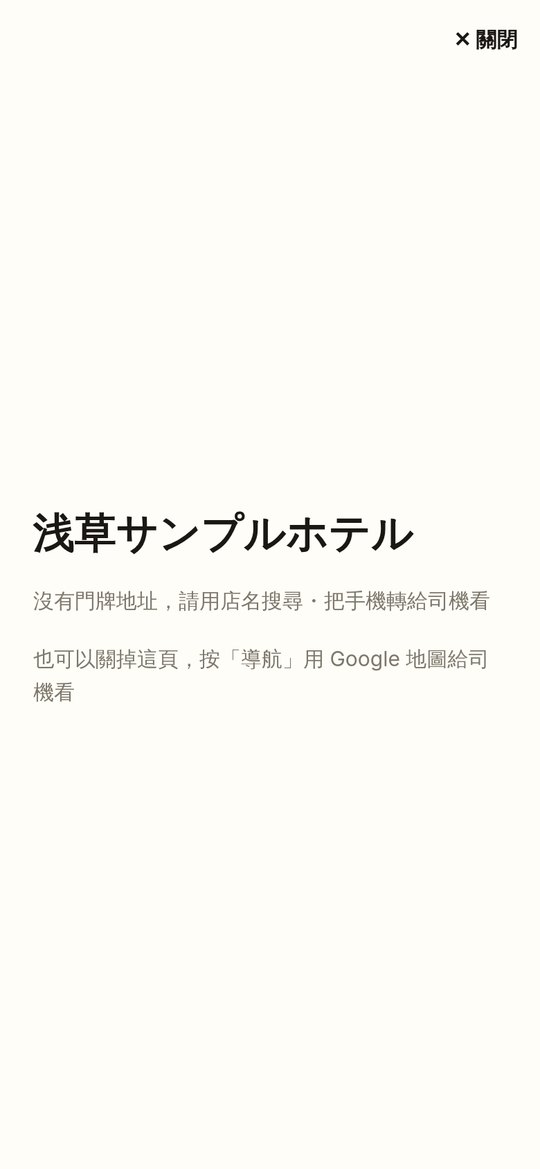 ✕ 關閉
浅草サンプルホテル
沒有門牌地址，請用店名搜尋・把手機轉給司機看
也可以關掉這頁，按「導航」用 Google 地圖給司
機看